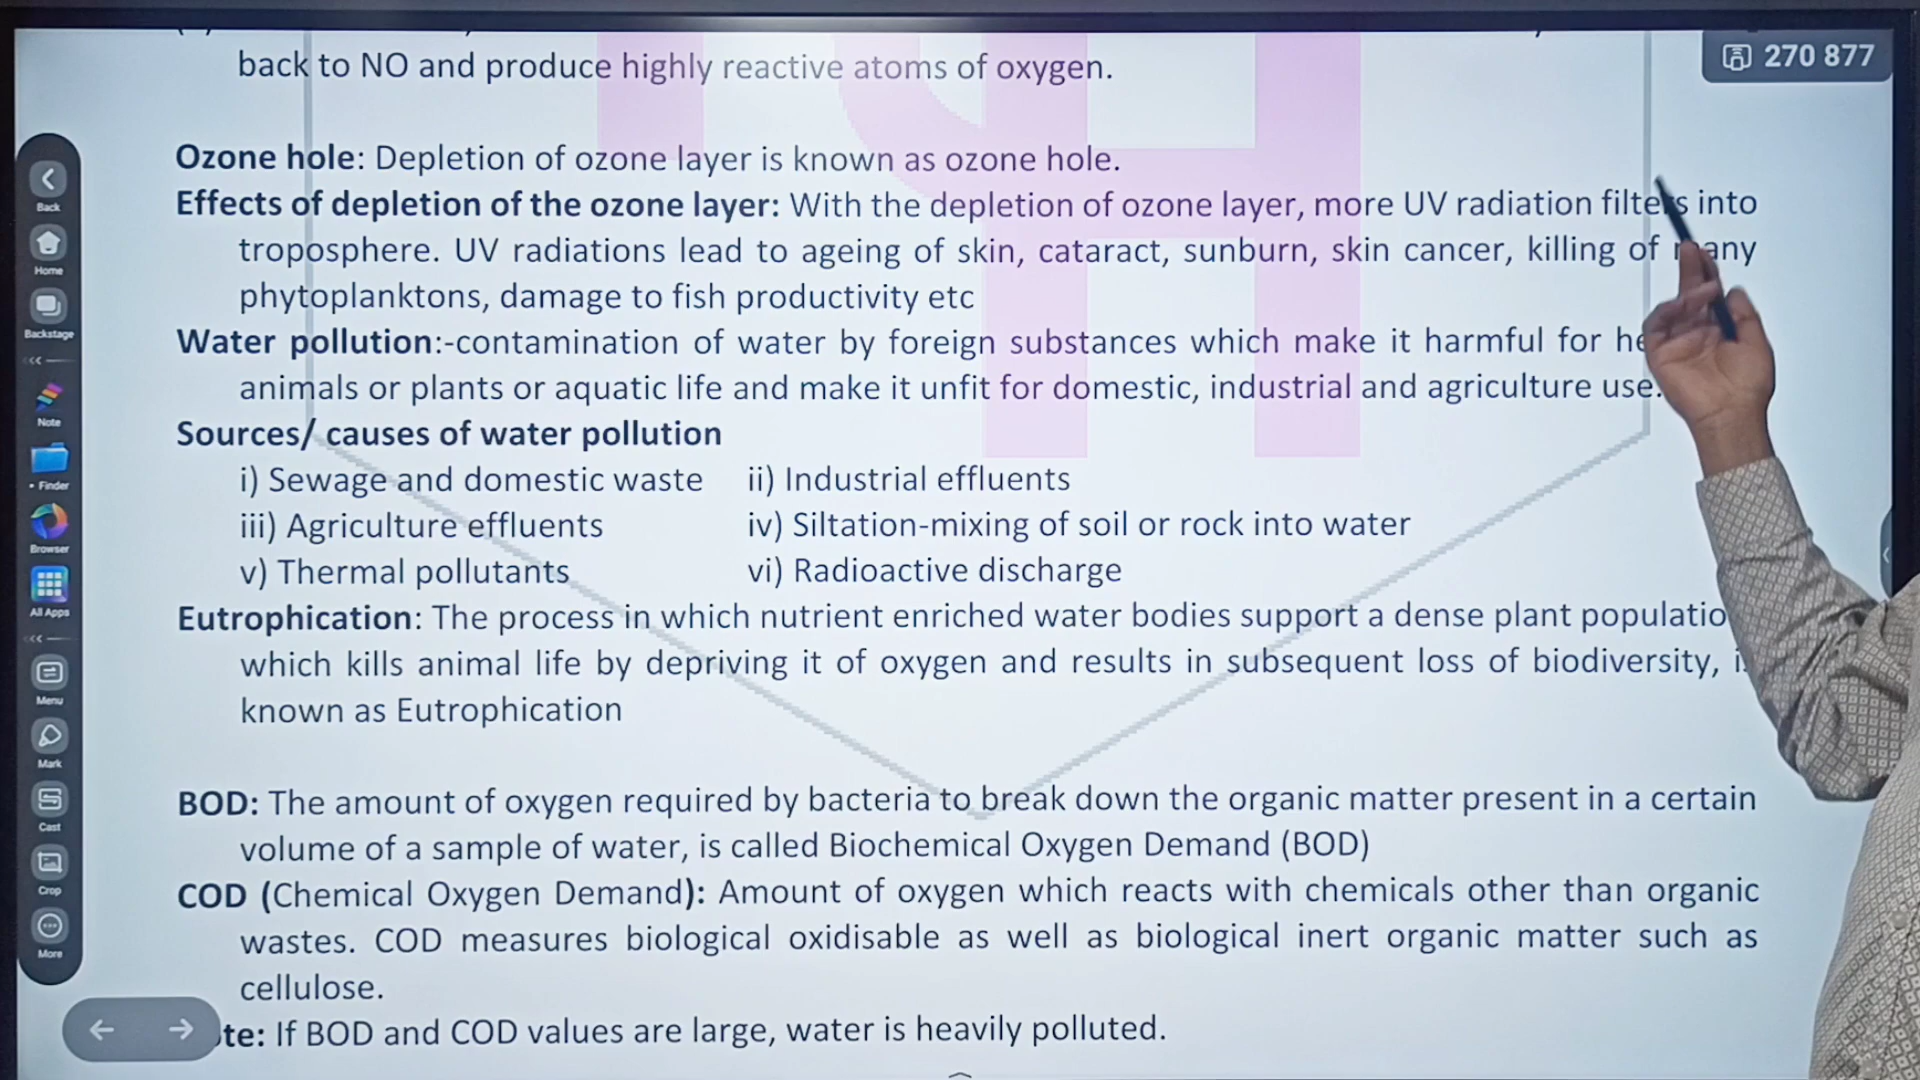 270 877
back to NO and produce highly reactive atoms of oxygen.
Ozone hole: Depletion of ozone layer is known as ozone hole.
Effects of depletion of the ozone layer: With the depletion of ozone layer, more UV radiation filters into
troposphere. UV radiations lead to ageing of skin, cataract, sunburn, skin cancer, killing of many
phytoplanktons, damage to fish productivity etc
Water pollution:-contamination of water by foreign substances which make it harmful for
animals or plants or aquatic life and make it unfit for domestic, industrial and agriculture use.
Sources/ causes of water pollution
i) Sewage and domestic waste ii) Industrial effluents
iii) Agriculture effluents iv) Siltation-mixing of soil or rock into water
v) Thermal pollutants vi) Radioactive discharge
Eutrophication: The process in which nutrient enriched water bodies support a dense plant
which kills animal life by depriving it of oxygen and results in subsequent loss of biodiversity,
known as Eutrophication
BOD: The amount of oxygen required by bacteria to break down the organic matter present in a certain
volume of a sample of water, is called Biochemical Oxygen Demand (BOD)
COD (Chemical Oxygen Demand): Amount of oxygen which reacts with chemicals other than organic
wastes. COD measures biological oxidisable as well as biological inert organic matter such as
cellulose.
If BOD and COD values are large, water is heavily polluted.
Back
Home
Backstage
Note
Finder
Browser
All Apps
Menu
Mark
Cast
Crop
More